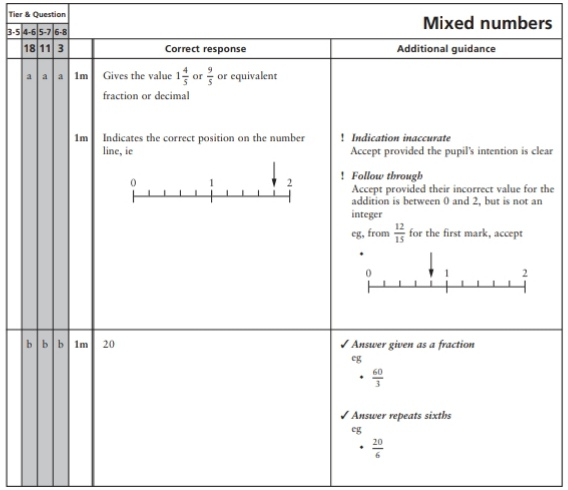 Tier & Question
Mixed numbers
3-5 4-6 5-7 6-8
18 11 3
Correct response
Additional guidance
a a a 1m Gives the value 1 4/5 or 9/5 or equivalent
fraction or decimal
1m Indicates the correct position on the number
line, ie
0 1 2
! Indication inaccurate
Accept provided the pupil's intention is clear
! Follow through
Accept provided their incorrect value for the
addition is between 0 and 2, but is not an
integer
eg, from 12/15 for the first mark, accept
•
0 1 2
b b b 1m 20
✓ Answer given as a fraction
eg
• 60/3
✓ Answer repeats sixths
eg
• 20/6